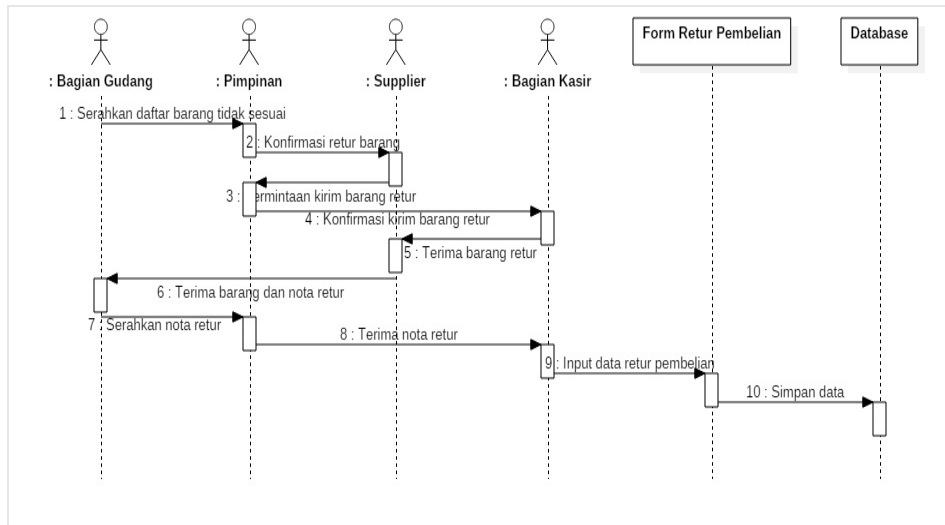 Form Retur Pembelian
Database
: Bagian Gudang
: Pimpinan
: Supplier
: Bagian Kasir
1 : Serahkan daftar barang tidak sesuai
2 : Konfirmasi retur barang
3 : Permintaan kirim barang retur
4 : Konfirmasi kirim barang retur
5 : Terima barang retur
6 : Terima barang dan nota retur
7 : Serahkan nota retur
8 : Terima nota retur
9 : Input data retur pembelian
10 : Simpan data